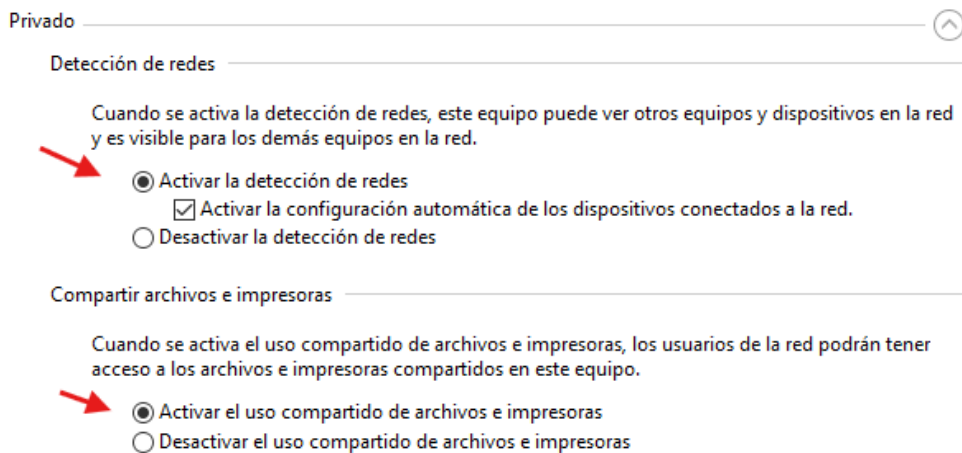 Privado
Detección de redes
Cuando se activa la detección de redes, este equipo puede ver otros equipos y dispositivos en la red
y es visible para los demás equipos en la red.
Activar la detección de redes
Activar la configuración automática de los dispositivos conectados a la red.
Desactivar la detección de redes
Compartir archivos e impresoras
Cuando se activa el uso compartido de archivos e impresoras, los usuarios de la red podrán tener
acceso a los archivos e impresoras compartidos en este equipo.
Activar el uso compartido de archivos e impresoras
Desactivar el uso compartido de archivos e impresoras